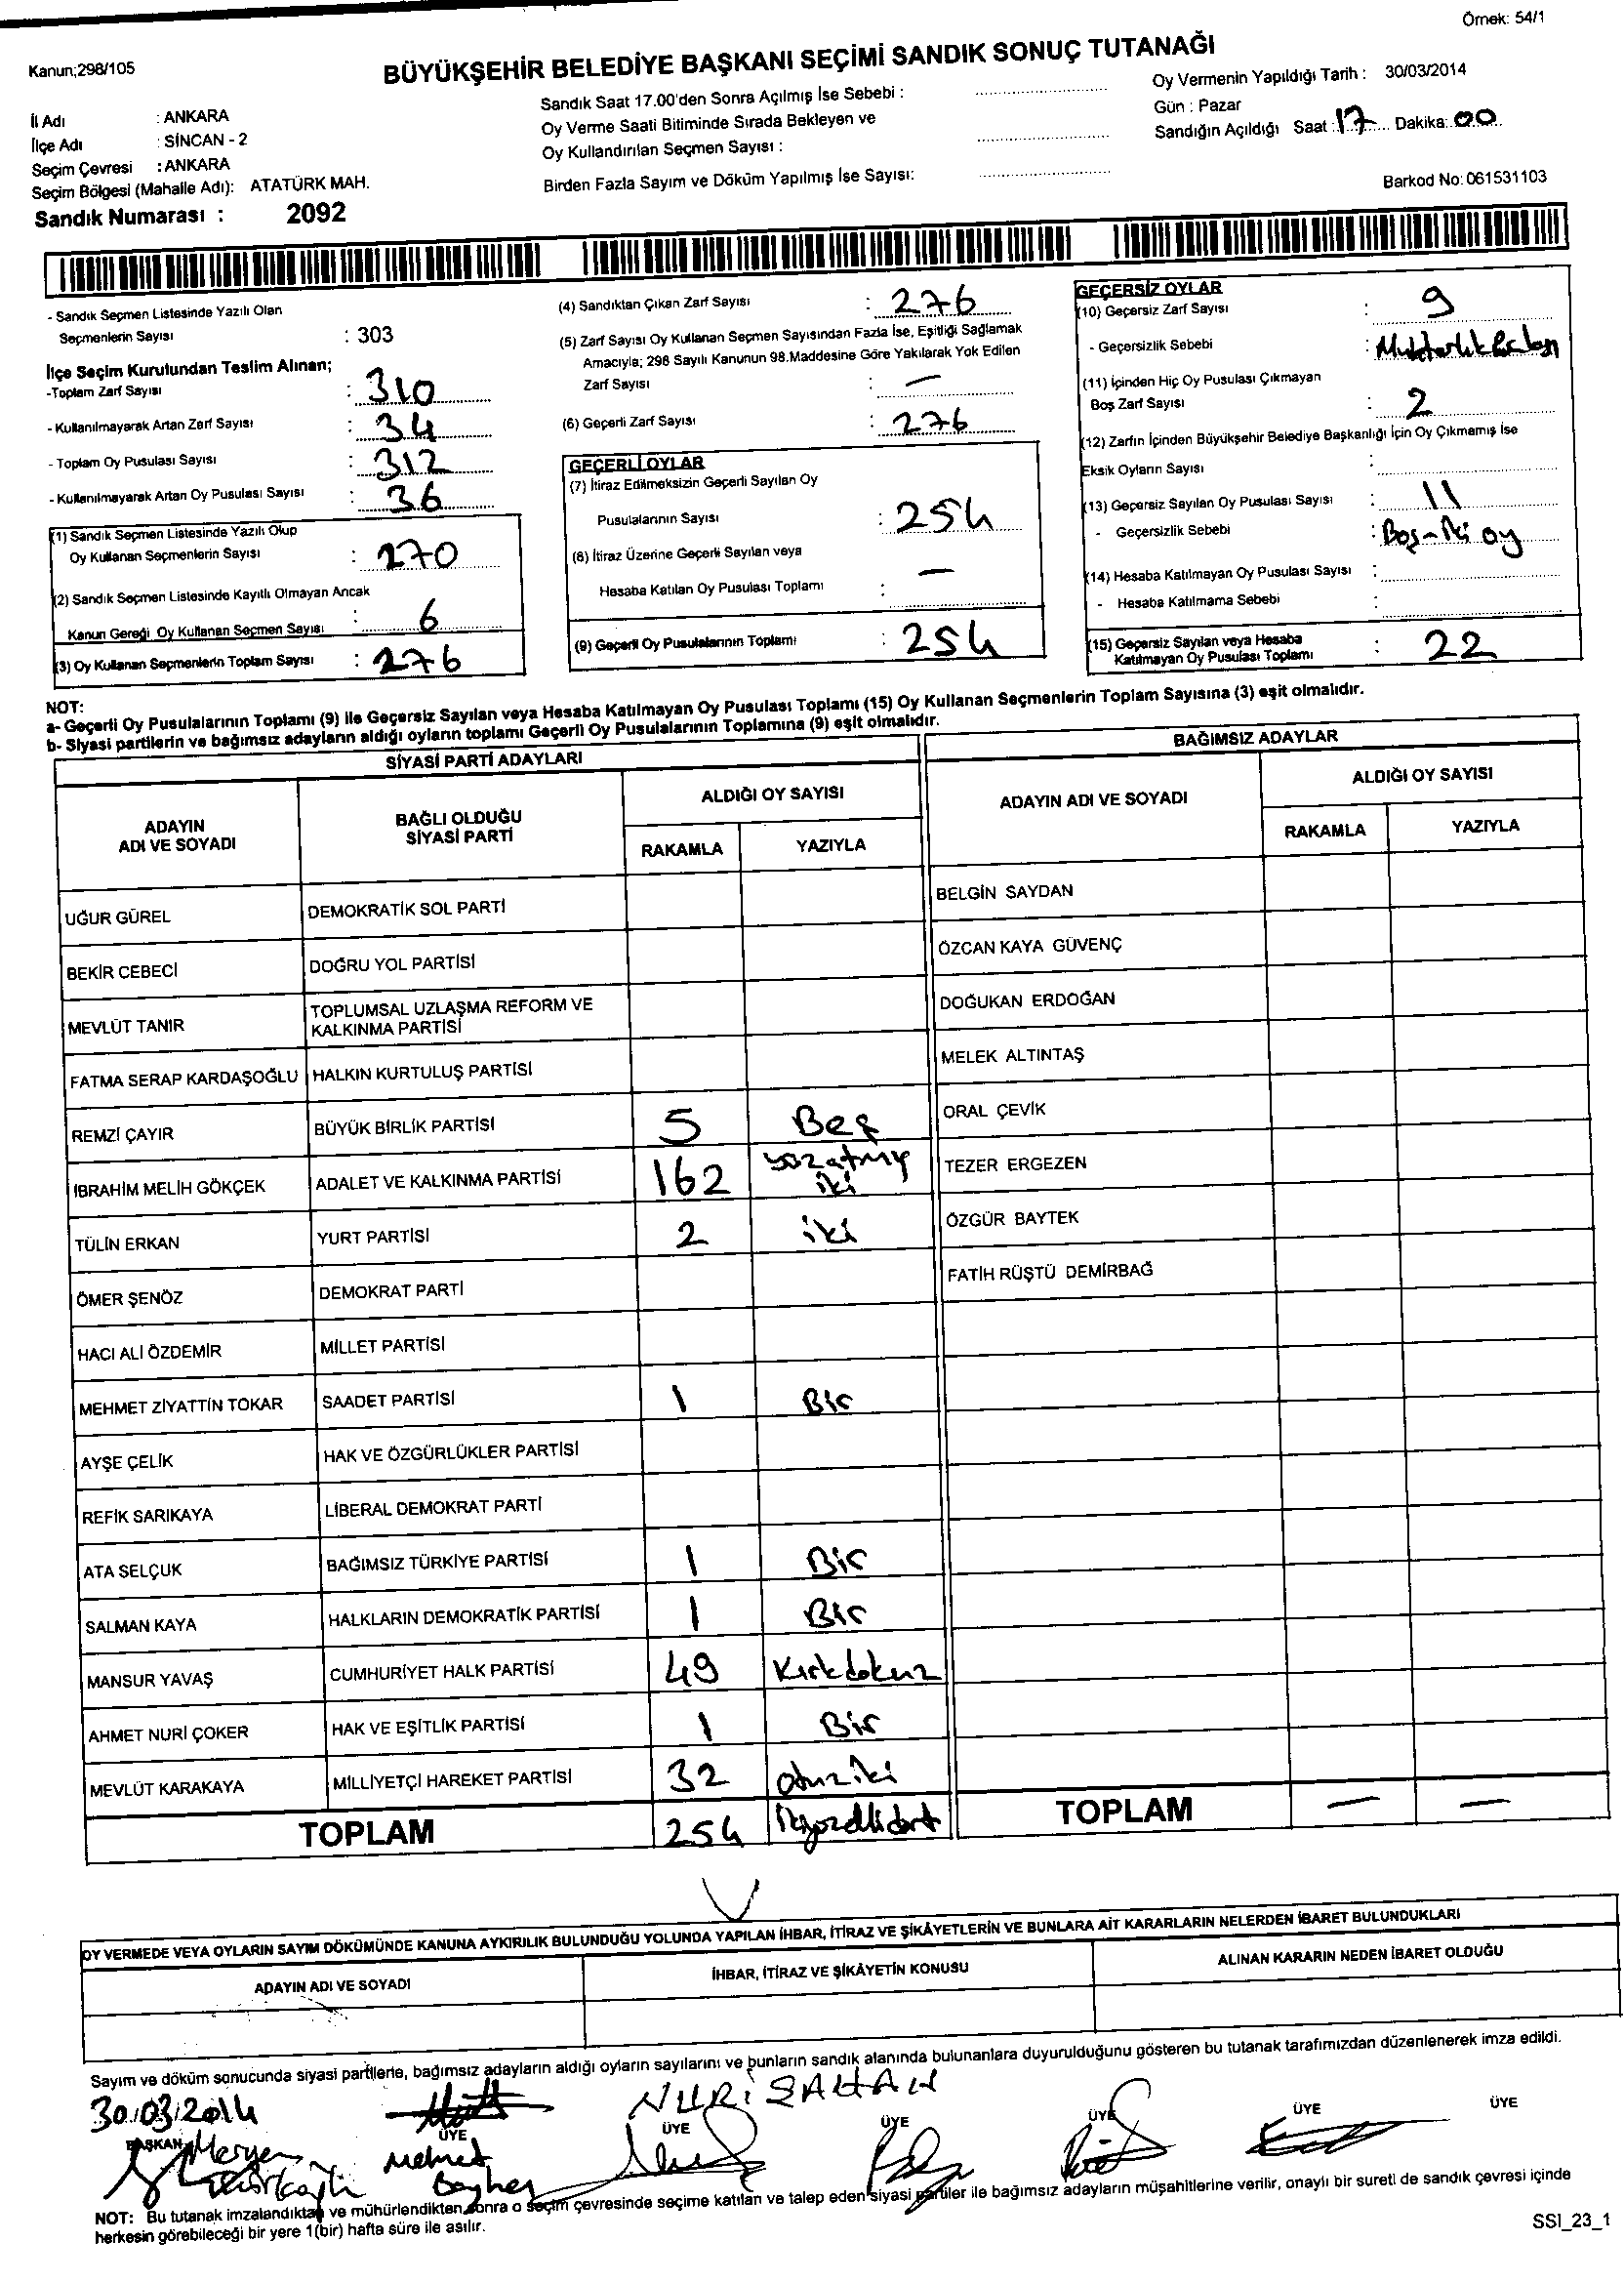 Örnek: 54/1
Kanun;298/105
BÜYÜKŞEHİR BELEDİYE BAŞKANI SEÇİMİ SANDIK SONUÇ TUTANAĞI
İl Adı : ANKARA
İlçe Adı : SİNCAN - 2
Seçim Çevresi : ANKARA
Seçim Bölgesi (Mahalle Adı): ATATÜRK MAH.
Sandık Numarası : 2092
Sandık Saat 17.00'den Sonra Açılmış İse Sebebi :
Oy Verme Saati Bitiminde Sırada Bekleyen ve
Oy Kullandırılan Seçmen Sayısı :
Birden Fazla Sayım ve Döküm Yapılmış İse Sayısı:
Oy Vermenin Yapıldığı Tarih : 30/03/2014
Gün : Pazar
Sandığın Açıldığı Saat : 17 Dakika: 00
Barkod No: 061531103
- Sandık Seçmen Listesinde Yazılı Olan
Seçmenlerin Sayısı : 303
İlçe Seçim Kurulundan Teslim Alınan;
-Toplam Zarf Sayısı : 310
- Kullanılmayarak Artan Zarf Sayısı : 34
- Toplam Oy Pusulası Sayısı : 312
- Kullanılmayarak Artan Oy Pusulası Sayısı : 36
(1) Sandık Seçmen Listesinde Yazılı Olup
Oy Kullanan Seçmenlerin Sayısı : 270
(2) Sandık Seçmen Listesinde Kayıtlı Olmayan Ancak
Kanun Gereği Oy Kullanan Seçmen Sayısı : 6
(3) Oy Kullanan Seçmenlerin Toplam Sayısı : 276
(4) Sandıktan Çıkan Zarf Sayısı : 276
(5) Zarf Sayısı Oy Kullanan Seçmen Sayısından Fazla İse, Eşitliği Sağlamak
Amacıyla; 298 Sayılı Kanunun 98.Maddesine Göre Yakılarak Yok Edilen
Zarf Sayısı : —
(6) Geçerli Zarf Sayısı : 276
GEÇERLİ OYLAR
(7) İtiraz Edilmeksizin Geçerli Sayılan Oy
Pusulalarının Sayısı : 254
(8) İtiraz Üzerine Geçerli Sayılan veya
Hesaba Katılan Oy Pusulası Toplamı : —
(9) Geçerli Oy Pusulalarının Toplamı : 254
GEÇERSİZ OYLAR
(10) Geçersiz Zarf Sayısı : 9
- Geçersizlik Sebebi : Muhtarlık
(11) İçinden Hiç Oy Pusulası Çıkmayan
Boş Zarf Sayısı : 2
(12) Zarfın İçinden Büyükşehir Belediye Başkanlığı İçin Oy Çıkmamış İse
Eksik Oyların Sayısı :
(13) Geçersiz Sayılan Oy Pusulası Sayısı : 11
- Geçersizlik Sebebi : Boş-İki oy
(14) Hesaba Katılmayan Oy Pusulası Sayısı :
- Hesaba Katılmama Sebebi :
(15) Geçersiz Sayılan veya Hesaba
Katılmayan Oy Pusulası Toplamı : 22
NOT:
a- Geçerli Oy Pusulalarının Toplamı (9) ile Geçersiz Sayılan veya Hesaba Katılmayan Oy Pusulası Toplamı (15) Oy Kullanan Seçmenlerin Toplam Sayısına (3) eşit olmalıdır.
b- Siyasi partilerin ve bağımsız adayların aldığı oyların toplamı Geçerli Oy Pusulalarının Toplamına (9) eşit olmalıdır.
SİYASİ PARTİ ADAYLARI
ADAYIN ADI VE SOYADI
BAĞLI OLDUĞU SİYASİ PARTİ
ALDIĞI OY SAYISI
RAKAMLA YAZIYLA
UĞUR GÜREL DEMOKRATİK SOL PARTİ
BEKİR CEBECİ DOĞRU YOL PARTİSİ
MEVLÜT TANIR TOPLUMSAL UZLAŞMA REFORM VE KALKINMA PARTİSİ
FATMA SERAP KARDAŞOĞLU HALKIN KURTULUŞ PARTİSİ
REMZİ ÇAYIR BÜYÜK BİRLİK PARTİSİ 5 Beş
İBRAHİM MELİH GÖKÇEK ADALET VE KALKINMA PARTİSİ 162 yüzatmış iki
TÜLİN ERKAN YURT PARTİSİ 2 iki
ÖMER ŞENÖZ DEMOKRAT PARTİ
HACI ALİ ÖZDEMİR MİLLET PARTİSİ
MEHMET ZİYATTİN TOKAR SAADET PARTİSİ 1 Bir
AYŞE ÇELİK HAK VE ÖZGÜRLÜKLER PARTİSİ
REFİK SARIKAYA LİBERAL DEMOKRAT PARTİ
ATA SELÇUK BAĞIMSIZ TÜRKİYE PARTİSİ 1 Bir
SALMAN KAYA HALKLARIN DEMOKRATİK PARTİSİ 1 Bir
MANSUR YAVAŞ CUMHURİYET HALK PARTİSİ 49 Kırkdokuz
AHMET NURİ ÇOKER HAK VE EŞİTLİK PARTİSİ 1 Bir
MEVLÜT KARAKAYA MİLLİYETÇİ HAREKET PARTİSİ 32 otuziki
TOPLAM 254 İkiyüzellidört
BAĞIMSIZ ADAYLAR
ADAYIN ADI VE SOYADI
ALDIĞI OY SAYISI
RAKAMLA YAZIYLA
BELGİN SAYDAN
ÖZCAN KAYA GÜVENÇ
DOĞUKAN ERDOĞAN
MELEK ALTINTAŞ
ORAL ÇEVİK
TEZER ERGEZEN
ÖZGÜR BAYTEK
FATİH RÜŞTÜ DEMİRBAĞ
TOPLAM — —
OY VERMEDE VEYA OYLARIN SAYIM DÖKÜMÜNDE KANUNA AYKIRILIK BULUNDUĞU YOLUNDA YAPILAN İHBAR, İTİRAZ VE ŞİKÂYETLERİN VE BUNLARA AİT KARARLARIN NELERDEN İBARET BULUNDUKLARI
ADAYIN ADI VE SOYADI
İHBAR, İTİRAZ VE ŞİKÂYETİN KONUSU
ALINAN KARARIN NEDEN İBARET OLDUĞU
Sayım ve döküm sonucunda siyasi partilerle, bağımsız adayların aldığı oyların sayılarını ve bunların sandık alanında bulunanlara duyurulduğunu gösteren bu tutanak tarafımızdan düzenlenerek imza edildi.
30.03.2014 NURİ ŞAHAN
BAŞKAN ÜYE ÜYE ÜYE ÜYE ÜYE ÜYE
Meryem
Mehmet
NOT: Bu tutanak imzalandıktan ve mühürlendikten sonra o seçim çevresinde seçime katılan ve talep eden siyasi partiler ile bağımsız adayların müşahitlerine verilir, onaylı bir sureti de sandık çevresi içinde
herkesin görebileceği bir yere 1(bir) hafta süre ile asılır.
SSI_23_1